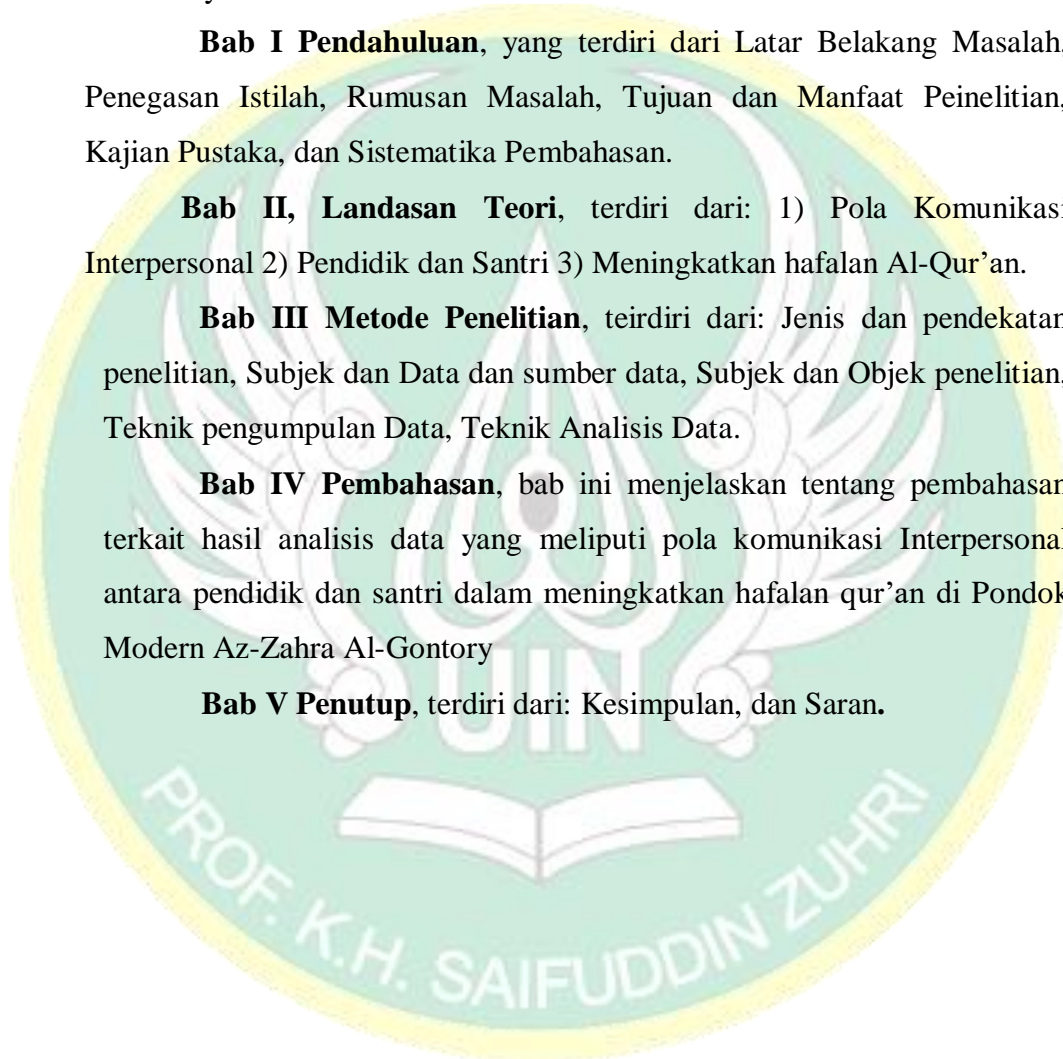 Bab I Pendahuluan, yang terdiri dari Latar Belakang Masalah,
Penegasan Istilah, Rumusan Masalah, Tujuan dan Manfaat Peinelitian,
Kajian Pustaka, dan Sistematika Pembahasan.
Bab II, Landasan Teori, terdiri dari: 1) Pola Komunikasi
Interpersonal 2) Pendidik dan Santri 3) Meningkatkan hafalan Al-Qur’an.
Bab III Metode Penelitian, teirdiri dari: Jenis dan pendekatan
penelitian, Subjek dan Data dan sumber data, Subjek dan Objek penelitian,
Teknik pengumpulan Data, Teknik Analisis Data.
Bab IV Pembahasan, bab ini menjelaskan tentang pembahasan
terkait hasil analisis data yang meliputi pola komunikasi Interpersonal
antara pendidik dan santri dalam meningkatkan hafalan qur’an di Pondok
Modern Az-Zahra Al-Gontory
Bab V Penutup, terdiri dari: Kesimpulan, dan Saran.
UIN
PROF. K.H. SAIFUDDIN ZUHRI